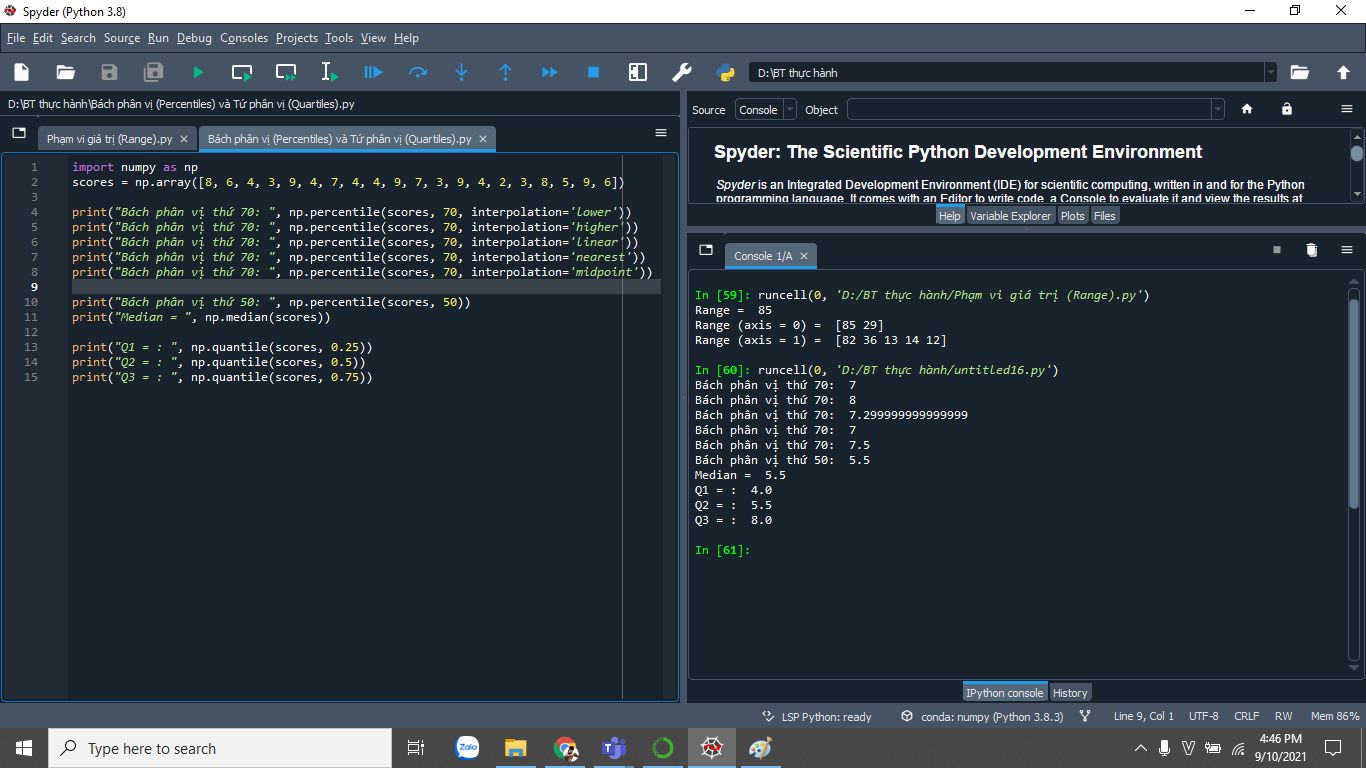 Spyder (Python 3.8)
File Edit Search Source Run Debug Consoles Projects Tools View Help
D:\BT thực hành
D:\BT thực hành\Bách phân vị (Percentiles) và Tứ phân vị (Quartiles).py
Phạm vi giá trị (Range).py
Bách phân vị (Percentiles) và Tứ phân vị (Quartiles).py
1 import numpy as np
2 scores = np.array([8, 6, 4, 3, 9, 4, 7, 4, 4, 9, 7, 3, 9, 4, 2, 3, 8, 5, 9, 6])
3
4 print("Bách phân vị thứ 70: ", np.percentile(scores, 70, interpolation='lower'))
5 print("Bách phân vị thứ 70: ", np.percentile(scores, 70, interpolation='higher'))
6 print("Bách phân vị thứ 70: ", np.percentile(scores, 70, interpolation='linear'))
7 print("Bách phân vị thứ 70: ", np.percentile(scores, 70, interpolation='nearest'))
8 print("Bách phân vị thứ 70: ", np.percentile(scores, 70, interpolation='midpoint'))
9
10 print("Bách phân vị thứ 50: ", np.percentile(scores, 50))
11 print("Median = ", np.median(scores))
12
13 print("Q1 = : ", np.quantile(scores, 0.25))
14 print("Q2 = : ", np.quantile(scores, 0.5))
15 print("Q3 = : ", np.quantile(scores, 0.75))
Source Console Object
Spyder: The Scientific Python Development Environment
Spyder is an Integrated Development Environment (IDE) for scientific computing, written in and for the Python
programming language. It comes with an Editor to write code, a Console to evaluate it and view the results at
Help Variable Explorer Plots Files
Console 1/A
In [59]: runcell(0, 'D:/BT thực hành/Phạm vi giá trị (Range).py')
Range =  85
Range (axis = 0) =  [85 29]
Range (axis = 1) =  [82 36 13 14 12]
In [60]: runcell(0, 'D:/BT thực hành/untitled16.py')
Bách phân vị thứ 70:  7
Bách phân vị thứ 70:  8
Bách phân vị thứ 70:  7.299999999999999
Bách phân vị thứ 70:  7
Bách phân vị thứ 70:  7.5
Bách phân vị thứ 50:  5.5
Median =  5.5
Q1 = :  4.0
Q2 = :  5.5
Q3 = :  8.0
In [61]:
IPython console History
LSP Python: ready conda: numpy (Python 3.8.3) Line 9, Col 1 UTF-8 CRLF RW Mem 86%
Type here to search
Zalo
V
4:46 PM
9/10/2021